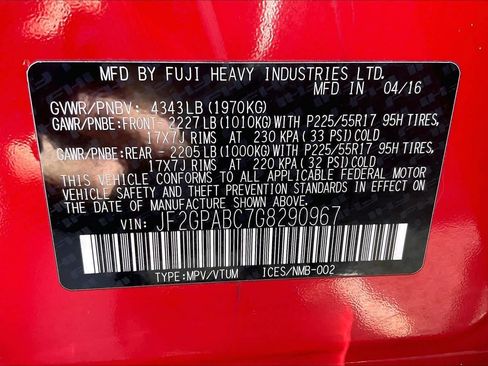 MFD BY FUJI HEAVY INDUSTRIES LTD.
MFD IN 04/16
GVWR/PNBV: 4343LB (1970KG)
GAWR/PNBE:FRONT- 2227LB (1010KG)WITH P225/55R17 95H TIRES,
17X7J RIMS AT 230 KPA (33 PSI)COLD
GAWR/PNBE:REAR - 2205LB (1000KG)WITH P225/55R17 95H TIRES,
17X7J RIMS AT 220 KPA (32 PSI)COLD
THIS VEHICLE CONFORMS TO ALL APPLICABLE FEDERAL MOTOR
VEHICLE SAFETY AND THEFT PREVENTION STANDARDS IN EFFECT ON
THE DATE OF MANUFACTURE SHOWN ABOVE.
VIN: JF2GPABC7G8290967
TYPE:MPV/VTUM ICES/NMB-002